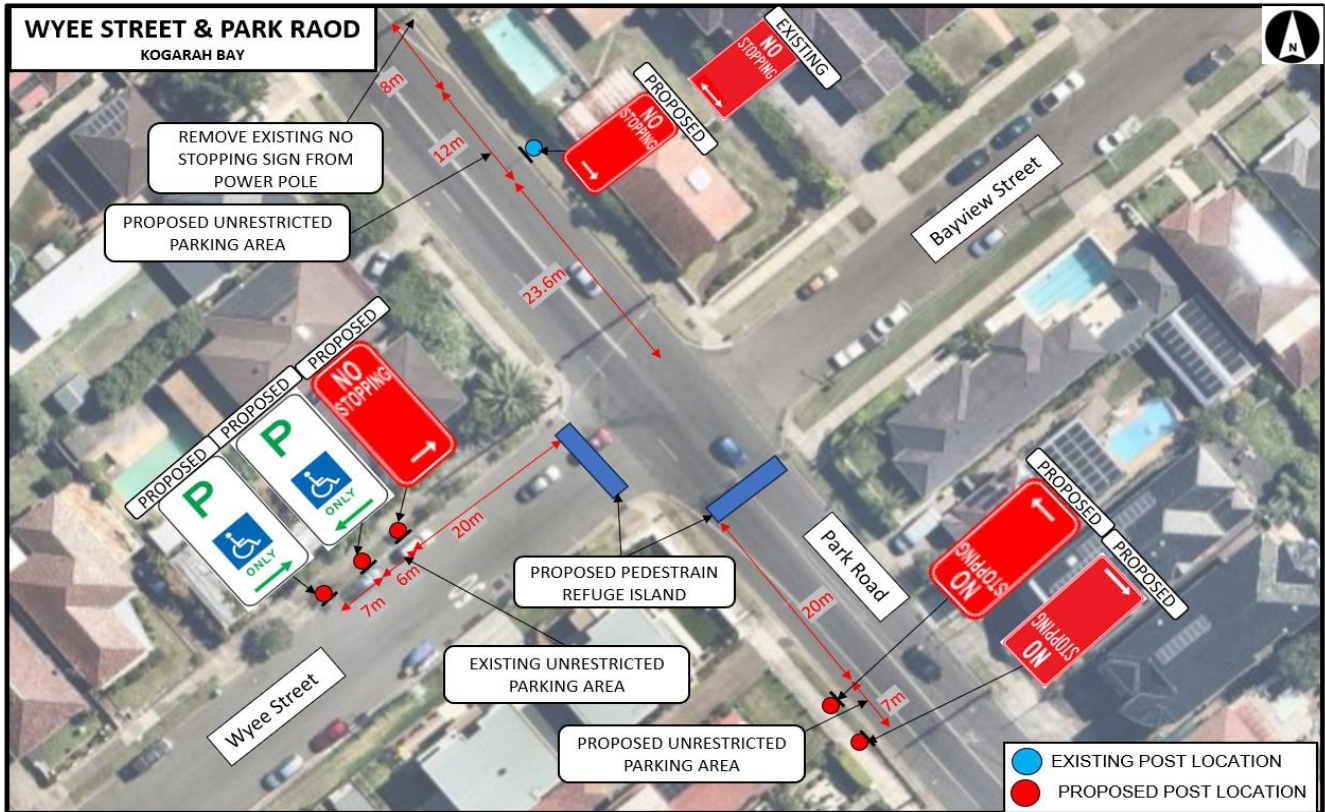 WYEE STREET & PARK RAOD
KOGARAH BAY
N
8m
12m
23.6m
REMOVE EXISTING NO
STOPPING SIGN FROM
POWER POLE
PROPOSED UNRESTRICTED
PARKING AREA
EXISTING
NO
STOPPING
PROPOSED
NO
STOPPING
Bayview Street
PROPOSED
P
ONLY
PROPOSED
P
ONLY
PROPOSED
NO
STOPPING
20m
6m
7m
PROPOSED PEDESTRAIN
REFUGE ISLAND
EXISTING UNRESTRICTED
PARKING AREA
Wyee Street
Park Road
20m
7m
PROPOSED
NO
STOPPING
PROPOSED
NO
STOPPING
PROPOSED UNRESTRICTED
PARKING AREA
EXISTING POST LOCATION
PROPOSED POST LOCATION